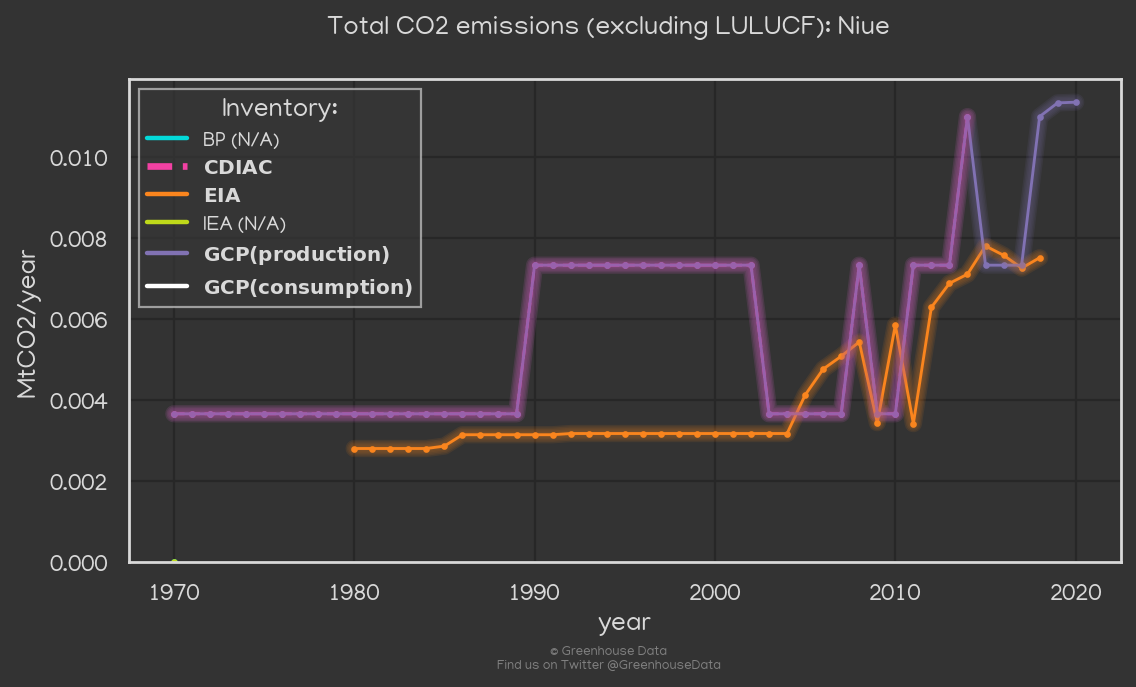 Total CO2 emissions (excluding LULUCF): Niue
Inventory:
BP (N/A)
CDIAC
EIA
IEA (N/A)
GCP(production)
GCP(consumption)
MtCO2/year
0.010
0.008
0.006
0.004
0.002
0.000
1970 1980 1990 2000 2010 2020
year
© Greenhouse Data
Find us on Twitter @GreenhouseData